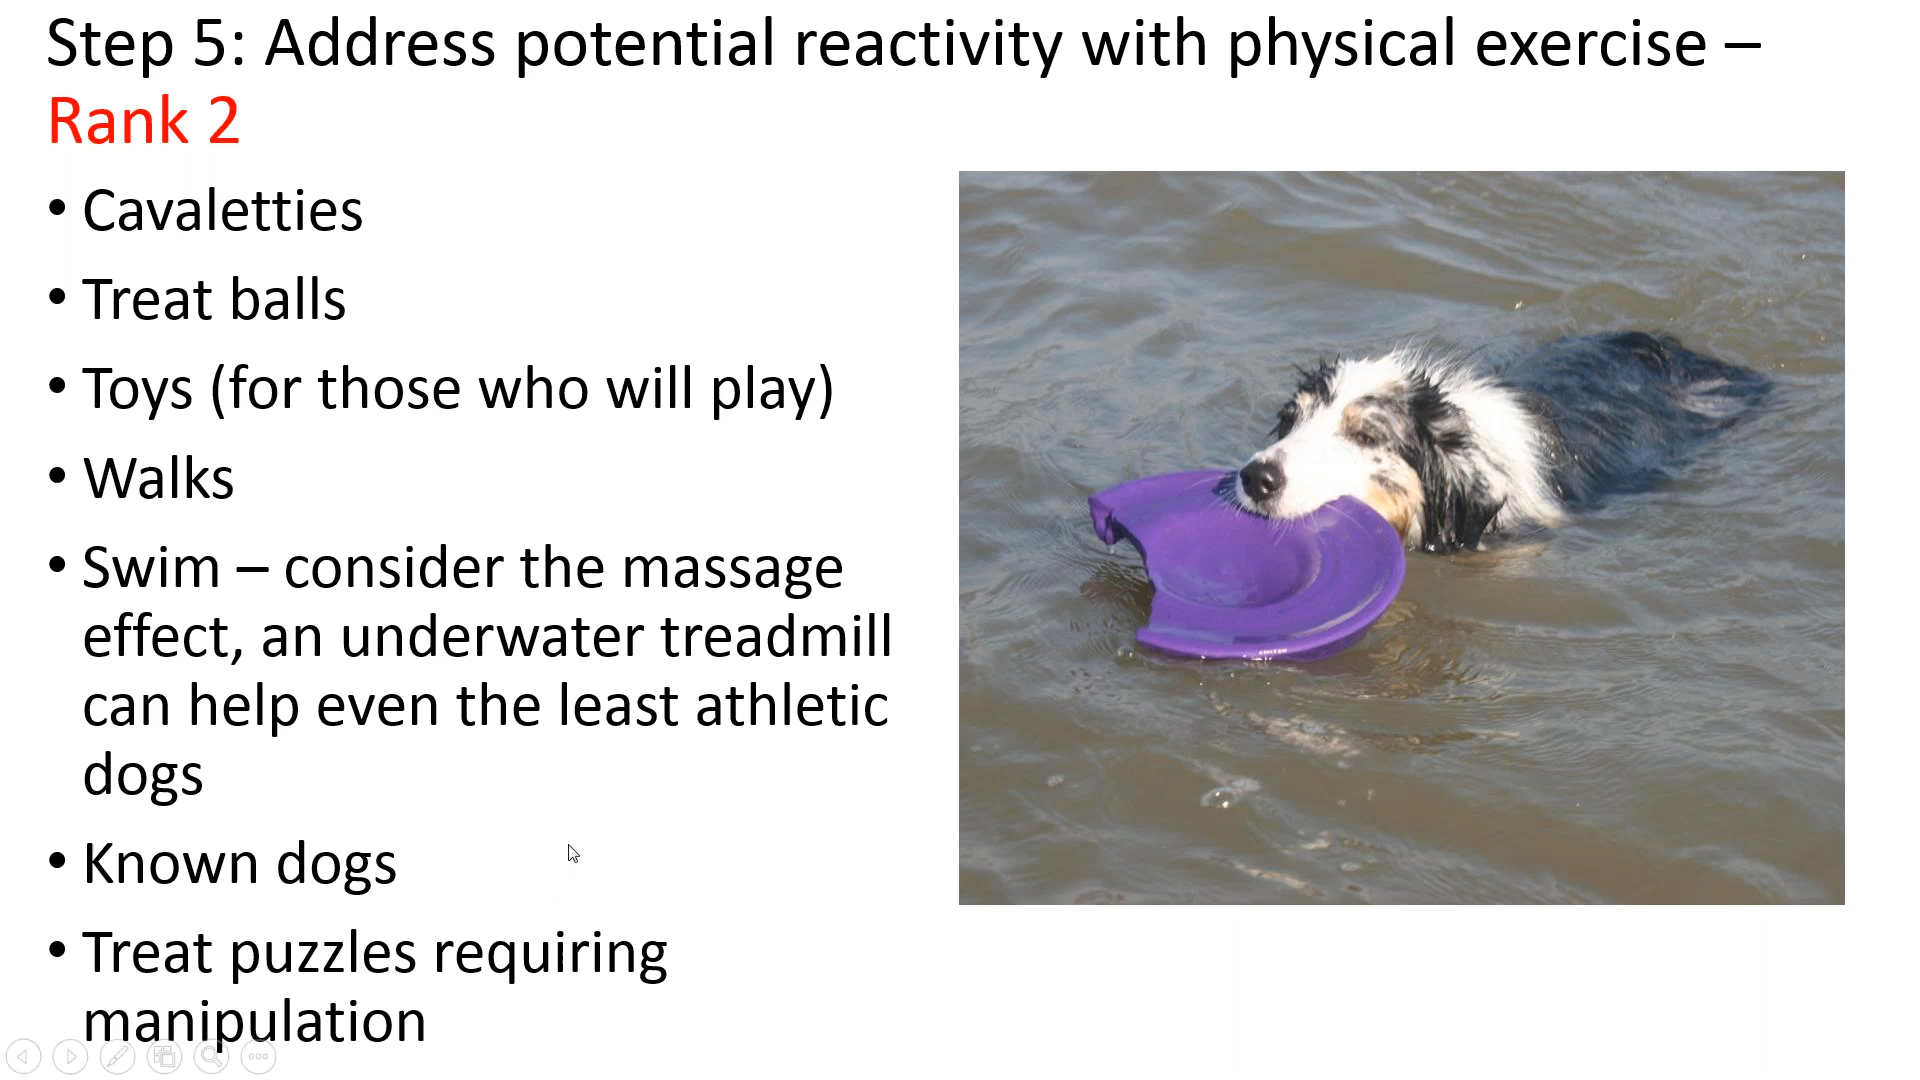 Step 5: Address potential reactivity with physical exercise –
Rank 2
• Cavaletties
• Treat balls
• Toys (for those who will play)
• Walks
• Swim – consider the massage
effect, an underwater treadmill
can help even the least athletic
dogs
• Known dogs
• Treat puzzles requiring
manipulation